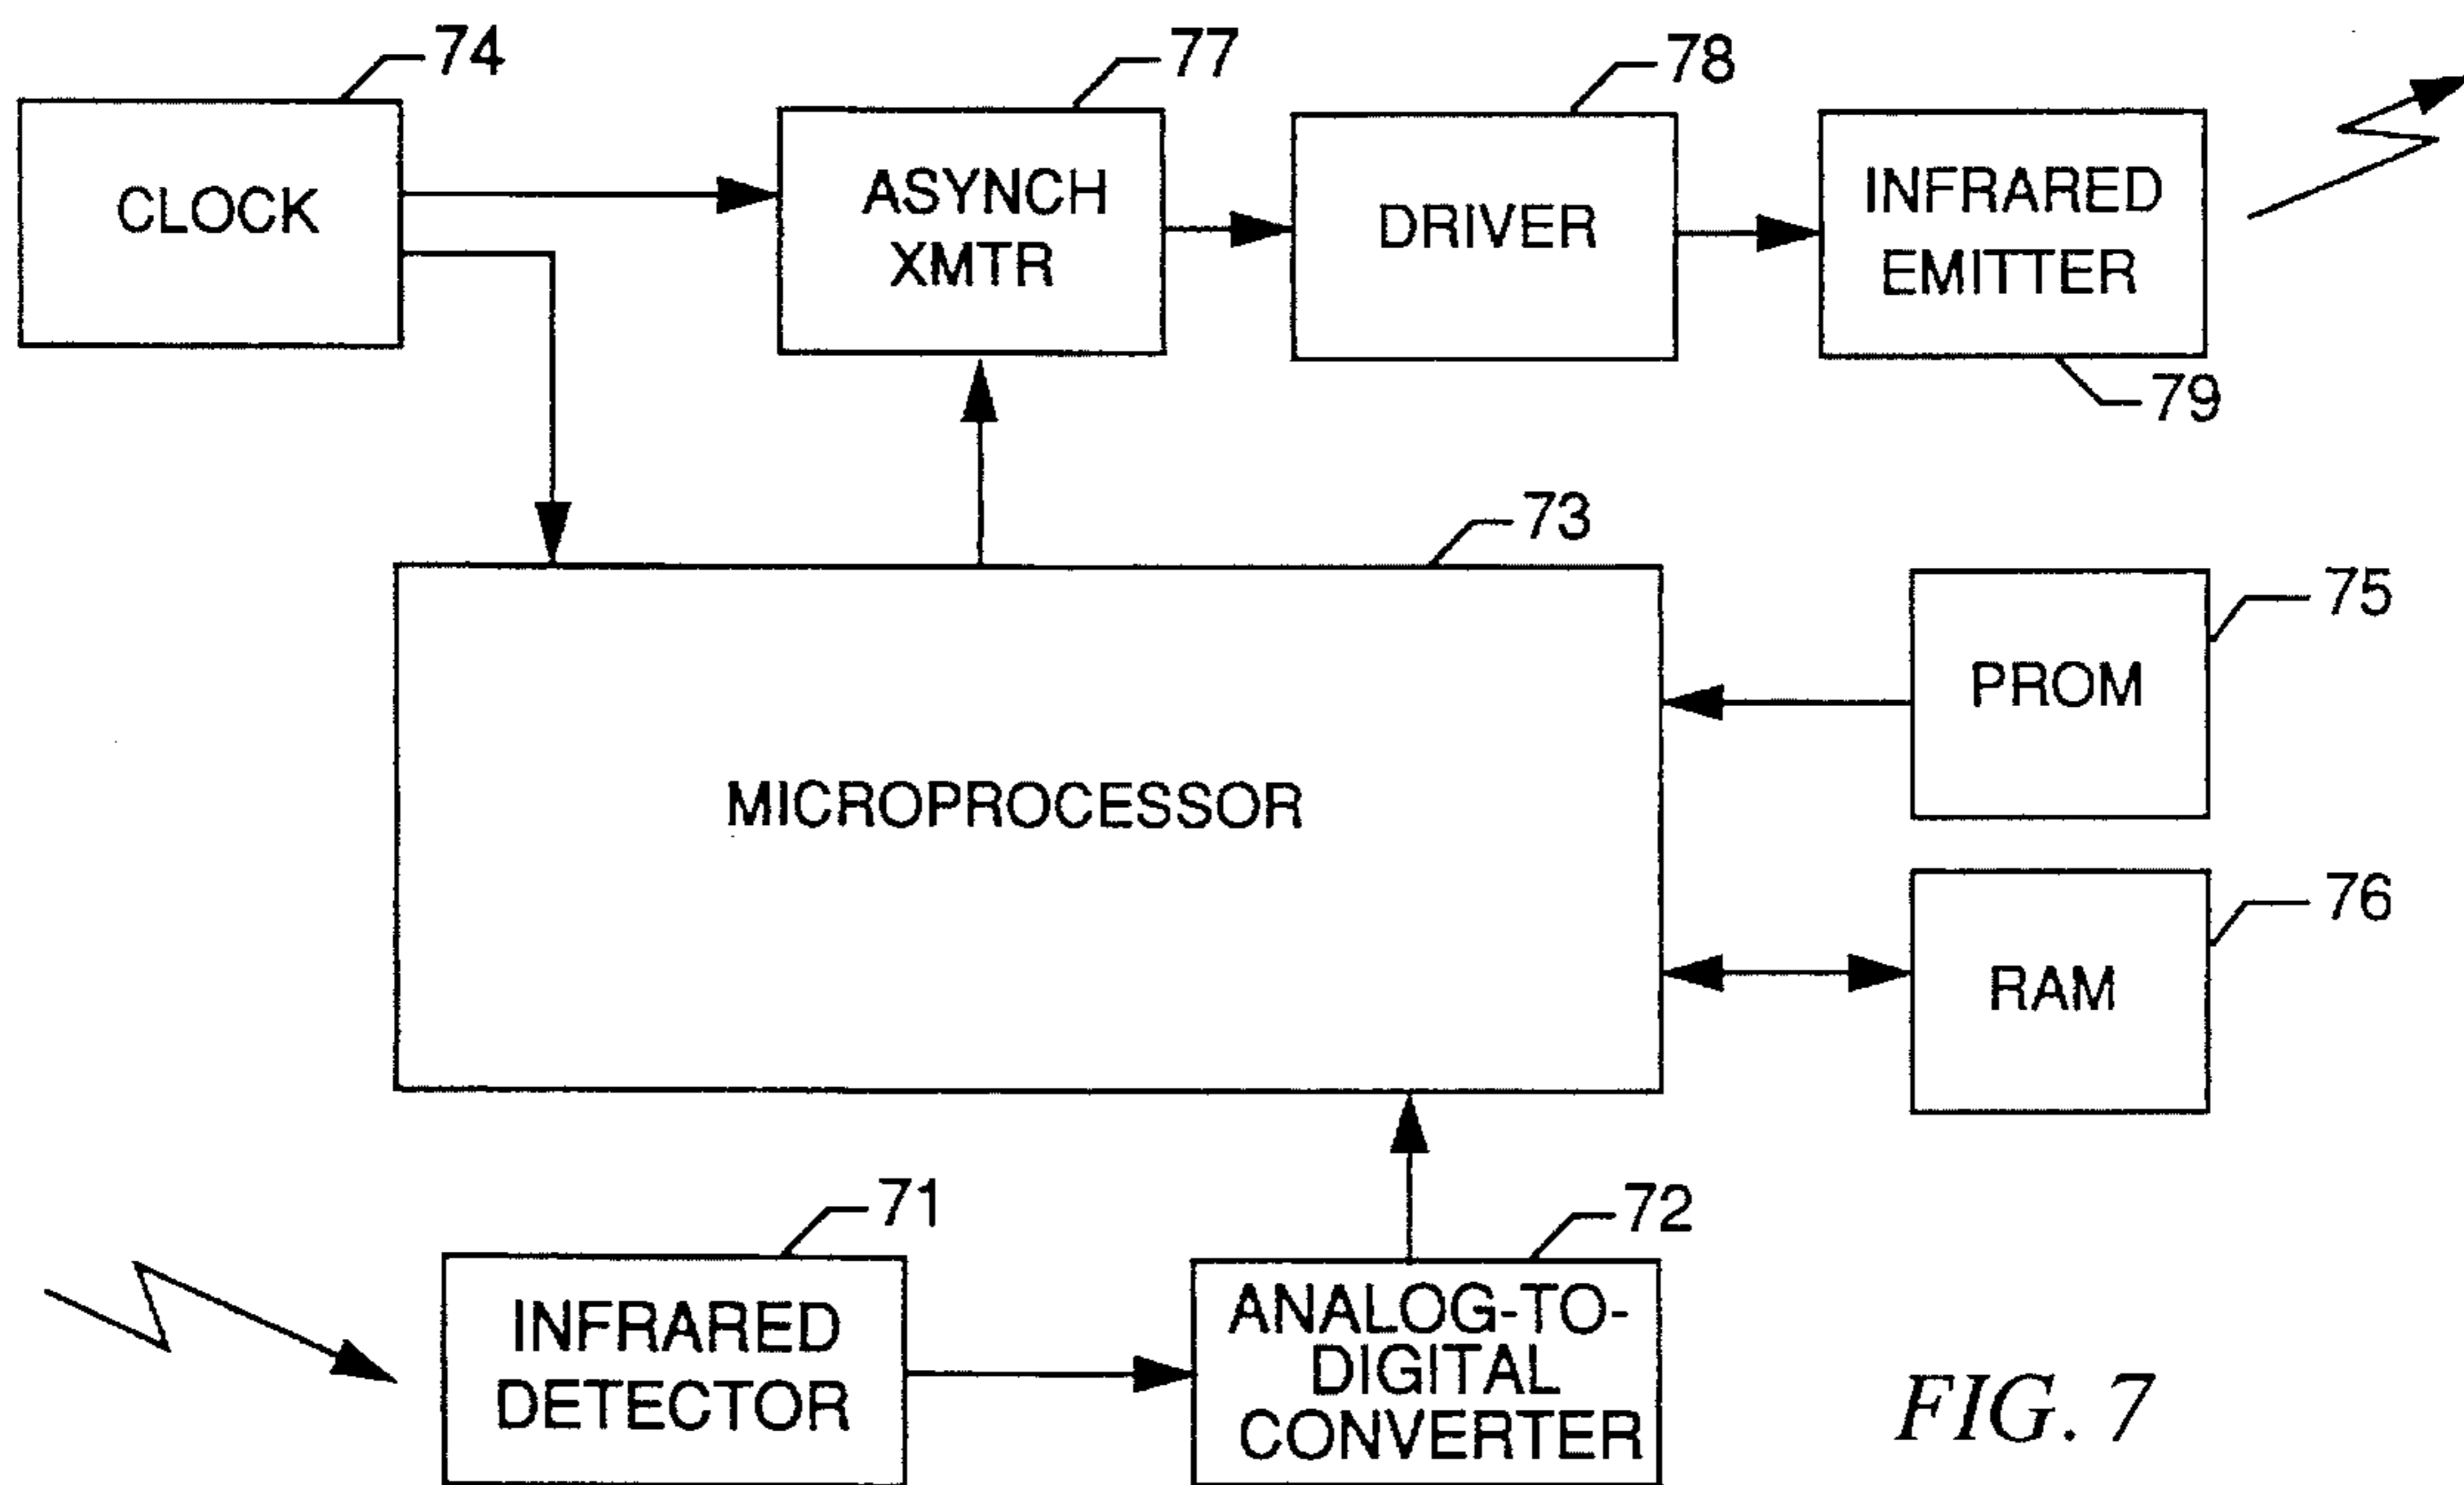 74
77
78
CLOCK
ASYNCH
XMTR
DRIVER
INFRARED
EMITTER
79
73
75
MICROPROCESSOR
PROM
76
RAM
71
72
INFRARED
DETECTOR
ANALOG-TO-
DIGITAL
CONVERTER
FIG. 7